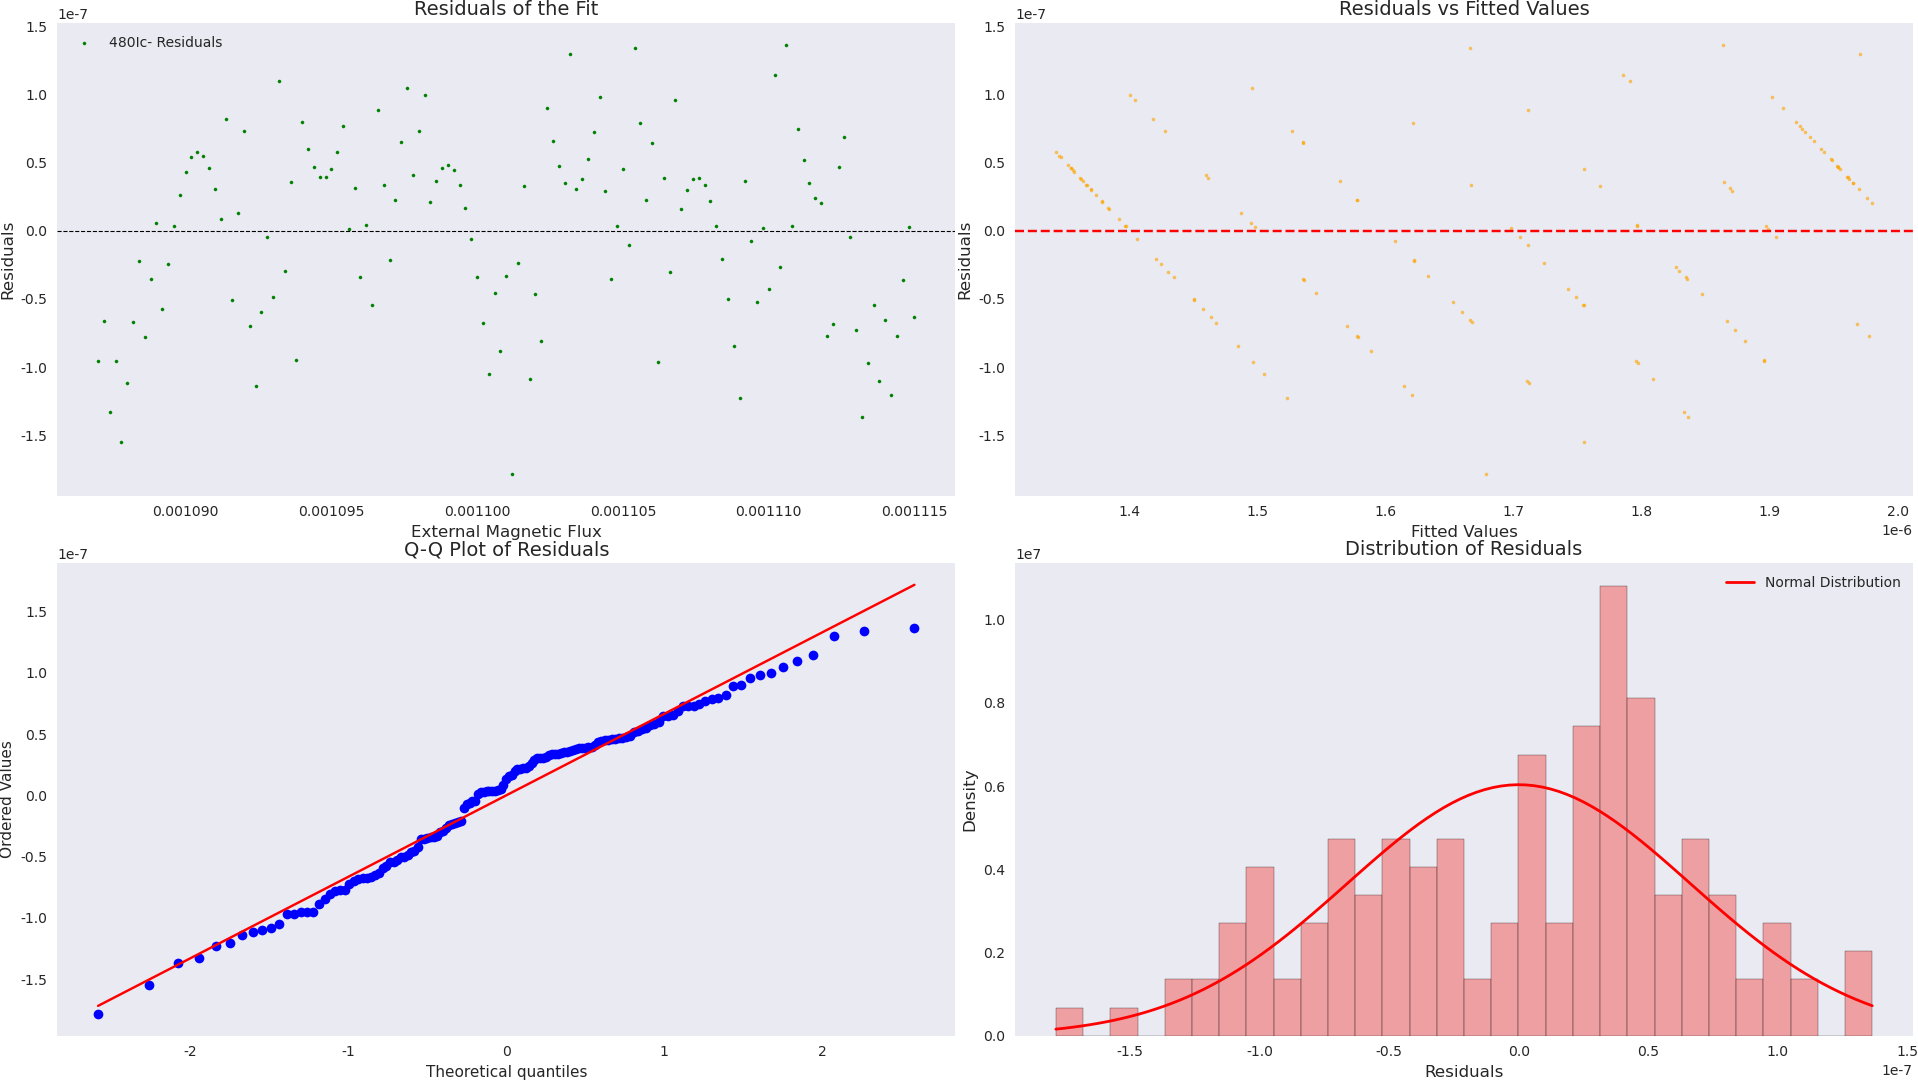 Residuals of the Fit
1e-7
480Ic- Residuals
1.5
1.0
0.5
0.0
-0.5
-1.0
-1.5
Residuals
0.001090 0.001095 0.001100 0.001105 0.001110 0.001115
External Magnetic Flux
Residuals vs Fitted Values
1e-7
1.5
1.0
0.5
0.0
-0.5
-1.0
-1.5
Residuals
1.4 1.5 1.6 1.7 1.8 1.9 2.0
1e-6
Fitted Values
Q-Q Plot of Residuals
1e-7
1.5
1.0
0.5
0.0
-0.5
-1.0
-1.5
Ordered Values
-2 -1 0 1 2
Theoretical quantiles
Distribution of Residuals
1e7
Normal Distribution
1.0
0.8
0.6
0.4
0.2
0.0
Density
-1.5 -1.0 -0.5 0.0 0.5 1.0 1.5
1e-7
Residuals